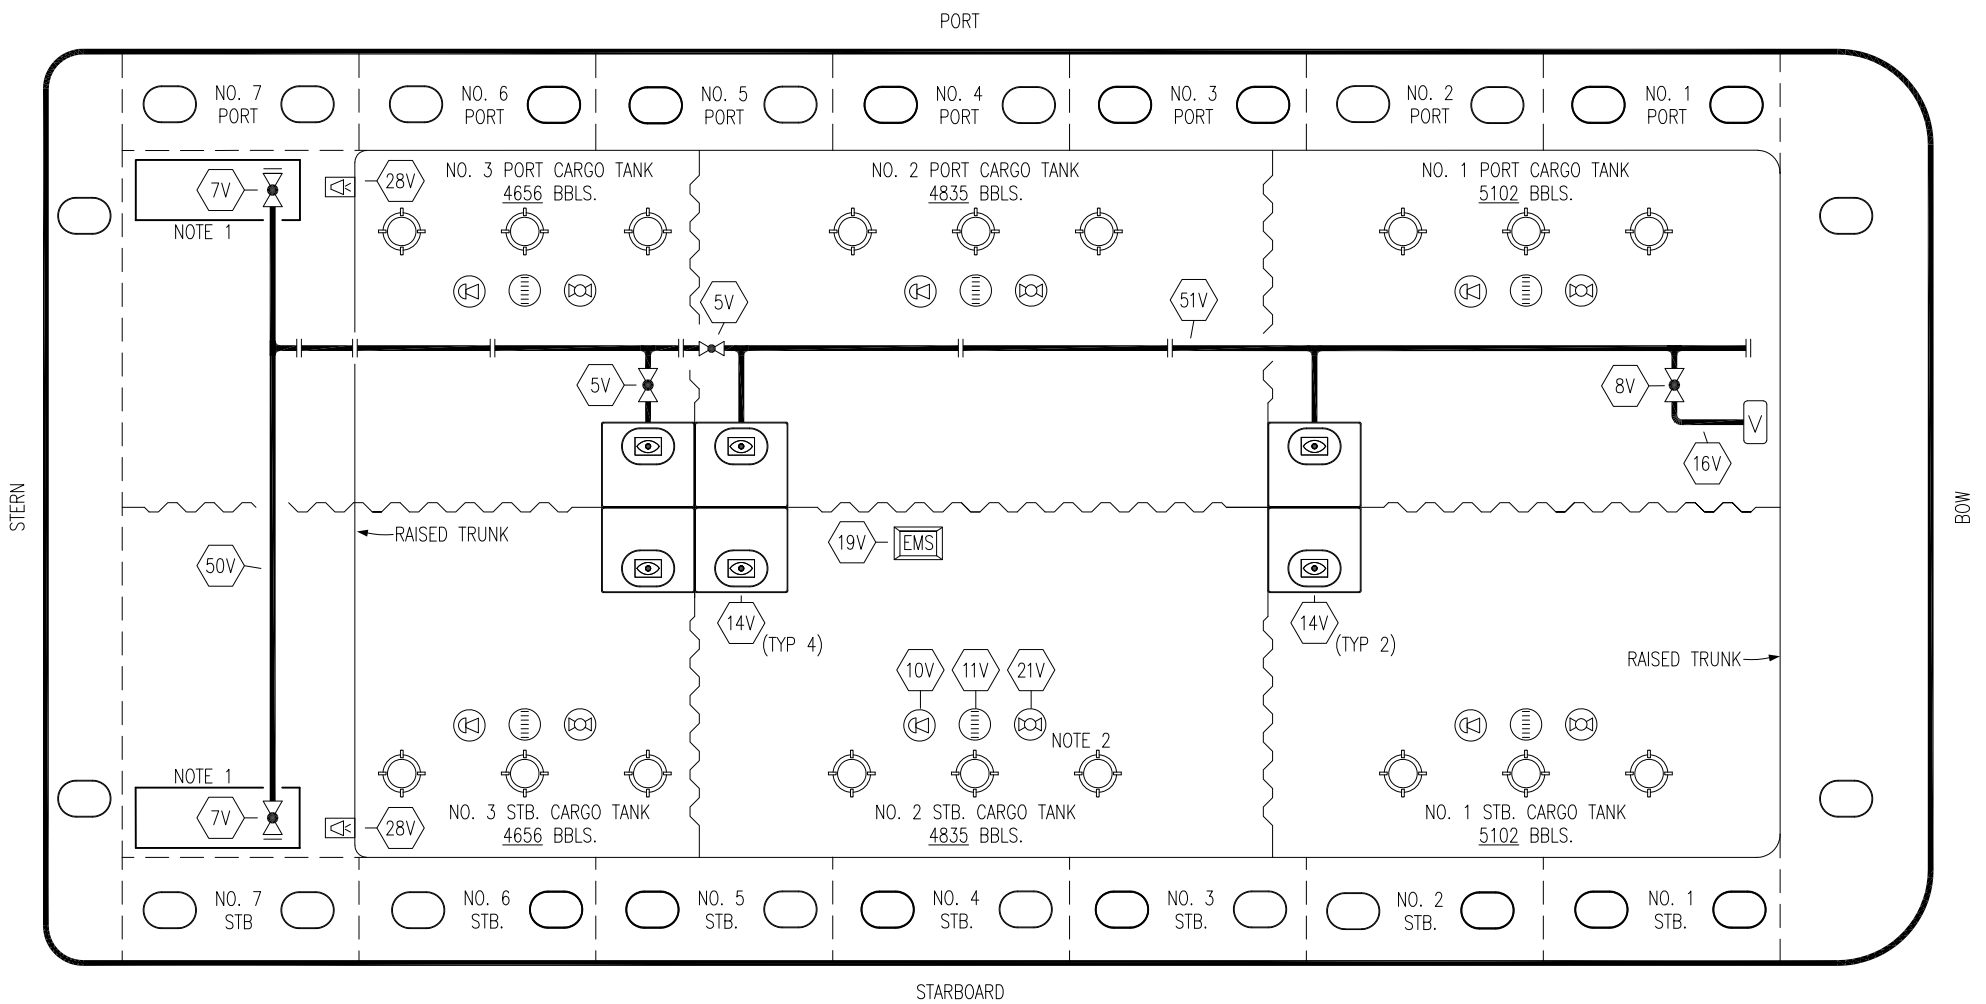 PORT
NO. 7
PORT
NO. 6
PORT
NO. 5
PORT
NO. 4
PORT
NO. 3
PORT
NO. 2
PORT
NO. 1
PORT
7V
NOTE 1
28V
NO. 3 PORT CARGO TANK
4656 BBLS.
NO. 2 PORT CARGO TANK
4835 BBLS.
NO. 1 PORT CARGO TANK
5102 BBLS.
5V
51V
5V
8V
V
16V
STERN
BOW
RAISED TRUNK
50V
19V
EMS
14V
(TYP 4)
14V
(TYP 2)
RAISED TRUNK
10V
11V
21V
NOTE 2
NOTE 1
7V
28V
NO. 3 STB. CARGO TANK
4656 BBLS.
NO. 2 STB. CARGO TANK
4835 BBLS.
NO. 1 STB. CARGO TANK
5102 BBLS.
NO. 7
STB
NO. 6
STB.
NO. 5
STB.
NO. 4
STB.
NO. 3
STB.
NO. 2
STB.
NO. 1
STB.
STARBOARD